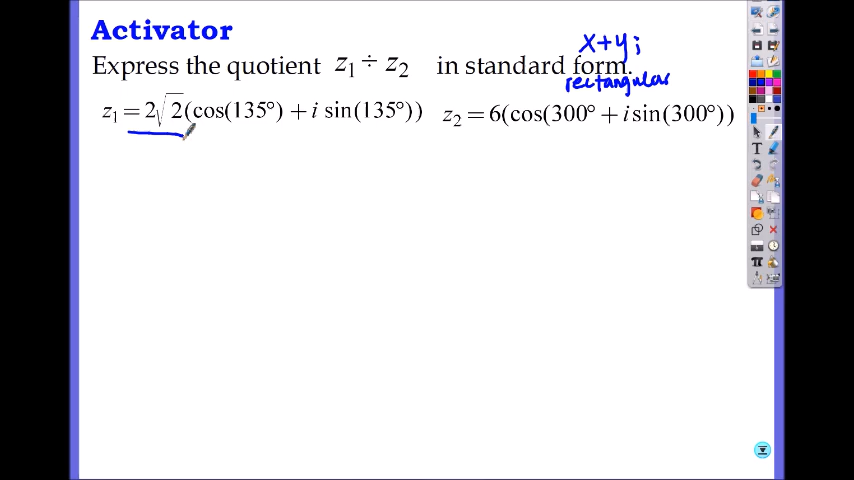 Activator
x+yi
Express the quotient z₁ ÷ z₂ in standard form.
rectangular
z₁ = 2√2(cos(135°) + i sin(135°)) z₂ = 6(cos(300° + i sin(300°))